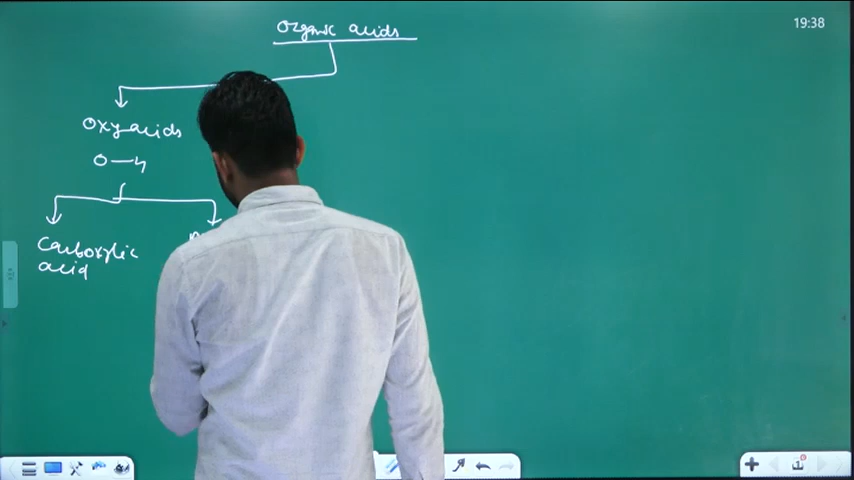 19:38
Organic acids
Oxyacids
O—H
Carboxylic
acid